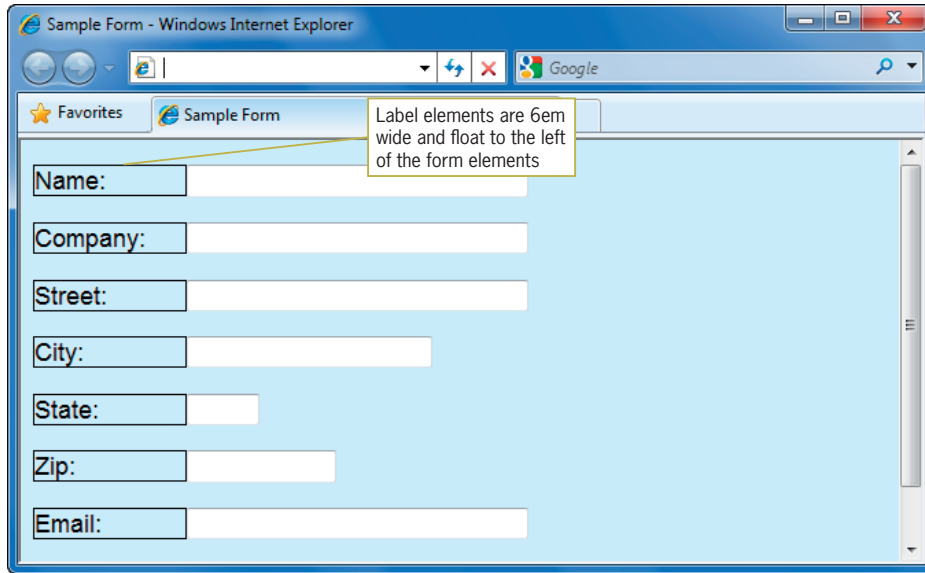 Sample Form - Windows Internet Explorer
Google
Favorites
Sample Form
Label elements are 6em
wide and float to the left
of the form elements
Name:
Company:
Street:
City:
State:
Zip:
Email: